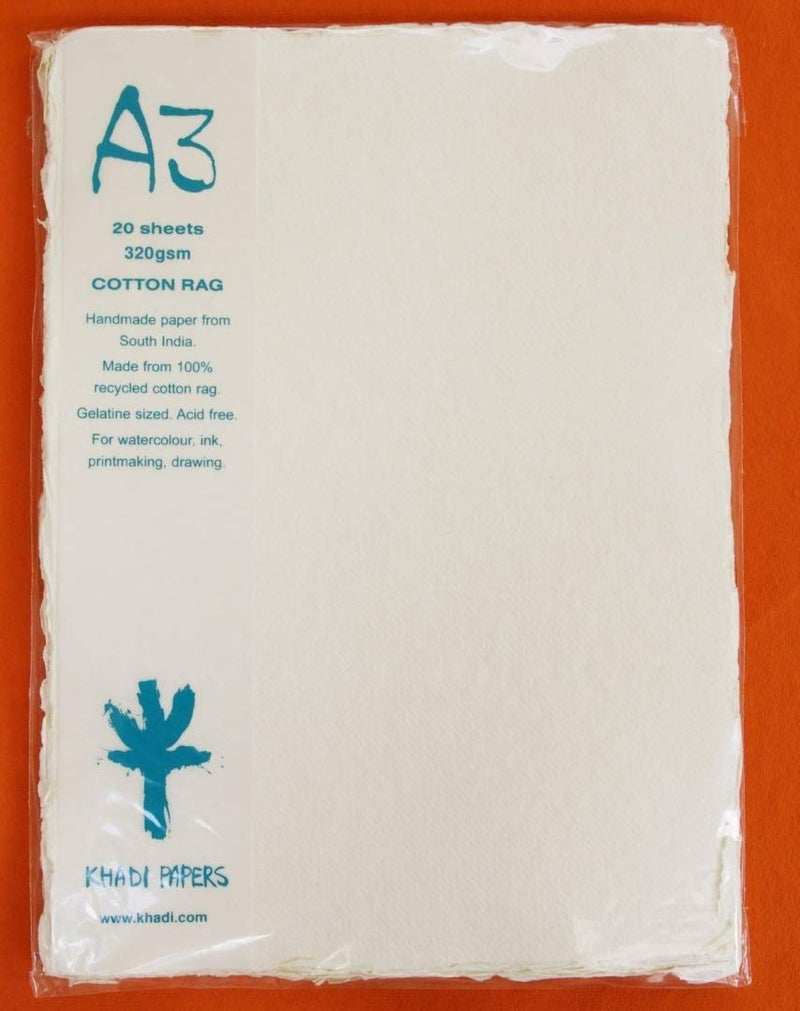 A3
20 sheets
320gsm
COTTON RAG
Handmade paper from
South India.
Made from 100%
recycled cotton rag.
Gelatine sized. Acid free.
For watercolour, ink,
printmaking, drawing.
KHADI PAPERS
www.khadi.com